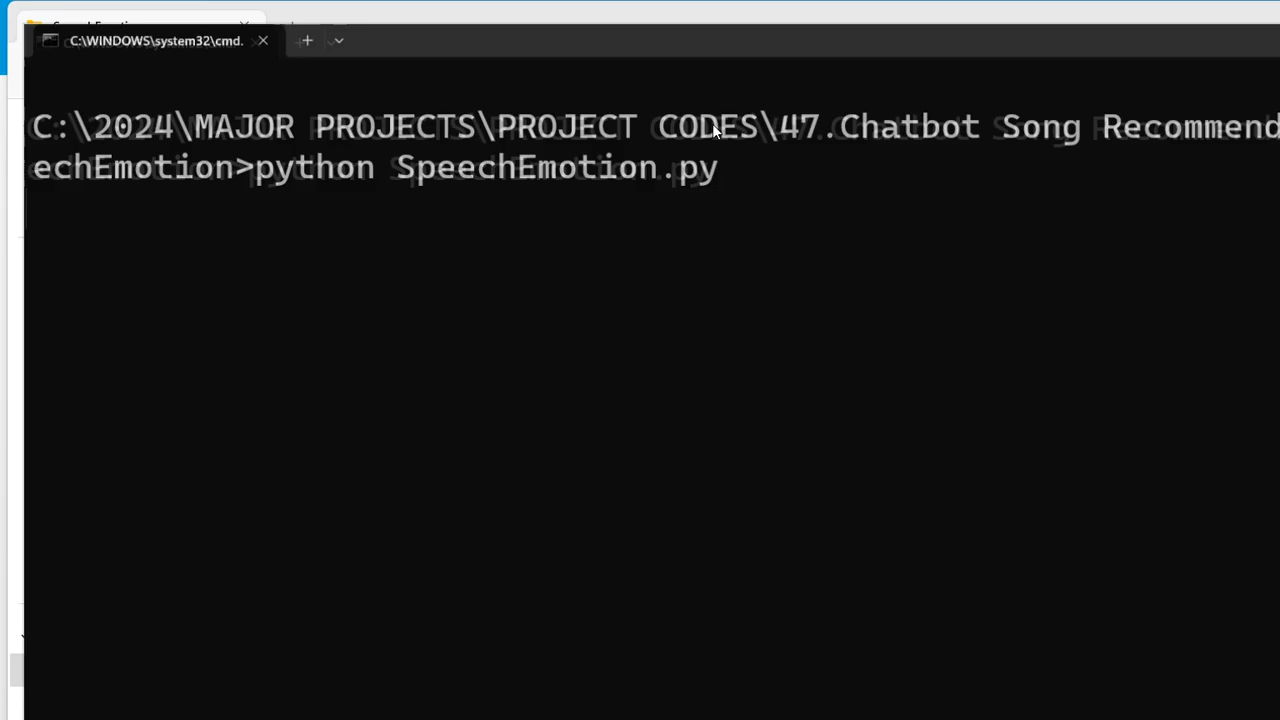 C:\WINDOWS\system32\cmd.
C:\2024\MAJOR PROJECTS\PROJECT CODES\47.Chatbot Song Recommend
echEmotion>python SpeechEmotion.py